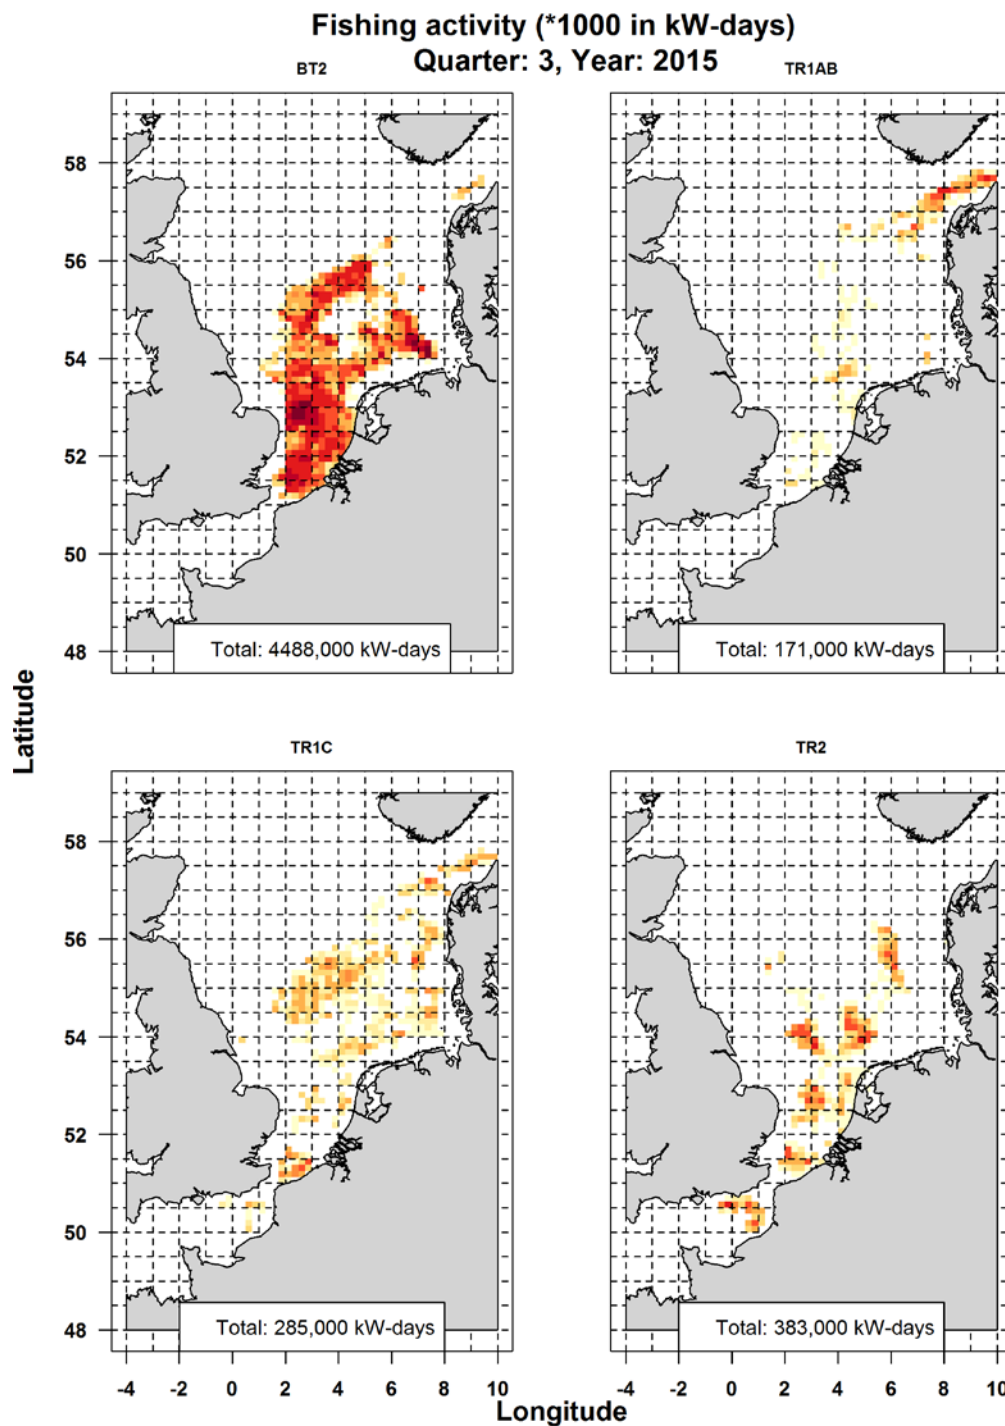 Fishing activity (*1000 in kW-days)
Quarter: 3, Year: 2015
BT2
TR1AB
58
56
54
52
50
48
Total: 4488,000 kW-days
Total: 171,000 kW-days
Latitude
TR1C
TR2
58
56
54
52
50
48
Total: 285,000 kW-days
Total: 383,000 kW-days
-4 -2 0 2 4 6 8 10
-4 -2 0 2 4 6 8 10
Longitude